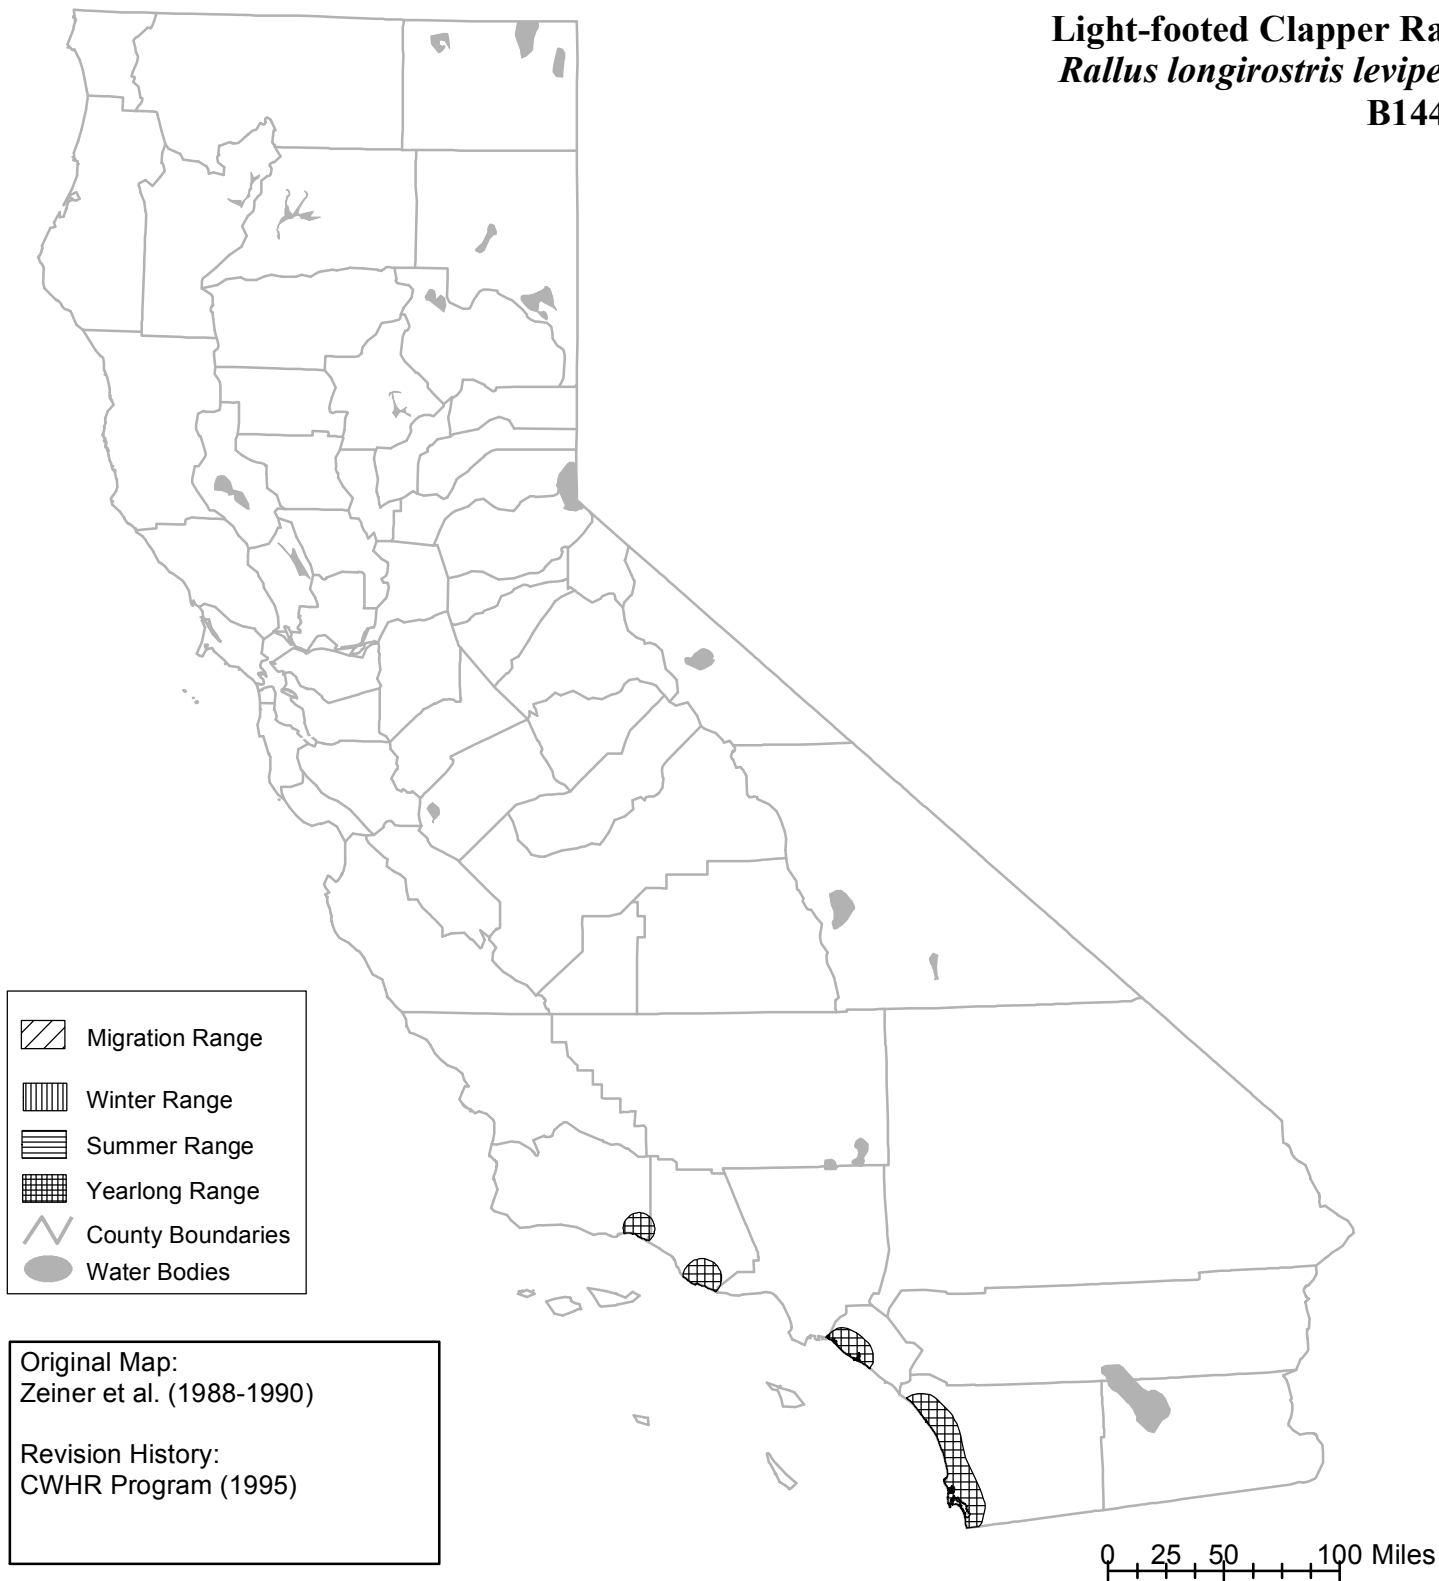 Light-footed Clapper Ra
Rallus longirostris levipe
B144
Migration Range
Winter Range
Summer Range
Yearlong Range
County Boundaries
Water Bodies
Original Map:
Zeiner et al. (1988-1990)
Revision History:
CWHR Program (1995)
0 25 50 100 Miles